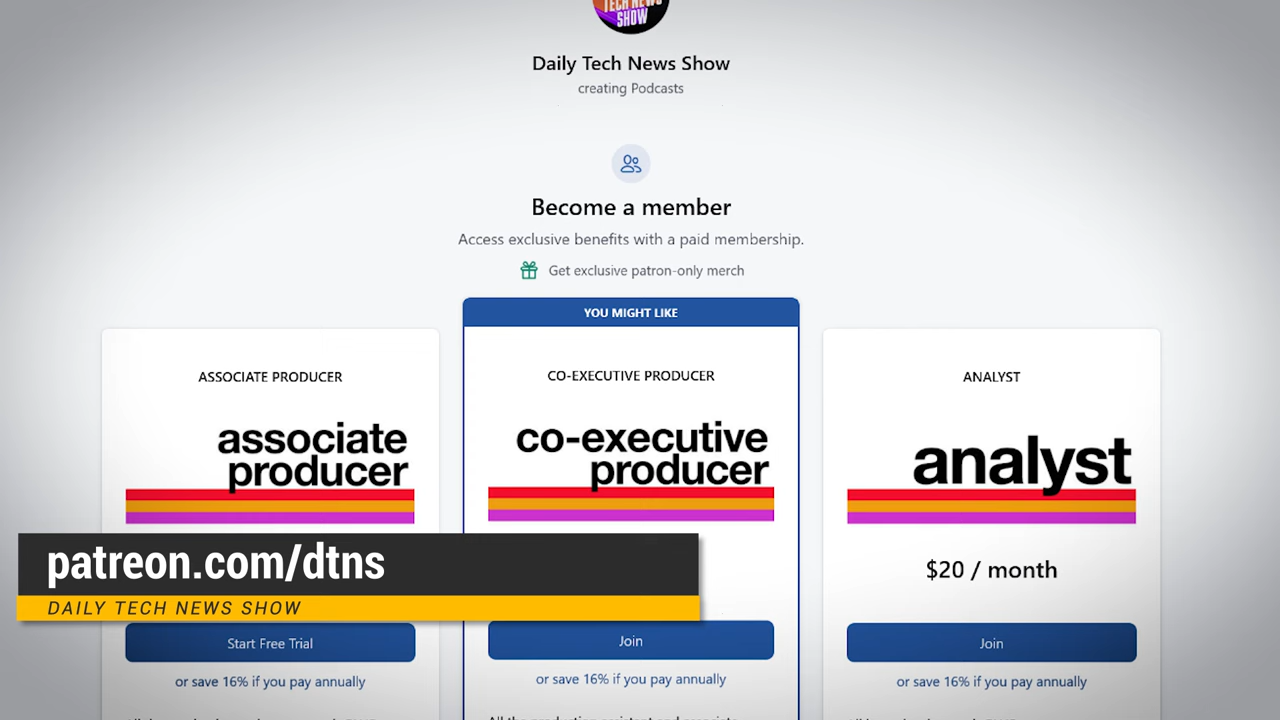 TECH NEWS
SHOW
Daily Tech News Show
creating Podcasts
Become a member
Access exclusive benefits with a paid membership.
Get exclusive patron-only merch
YOU MIGHT LIKE
ASSOCIATE PRODUCER
CO-EXECUTIVE PRODUCER
ANALYST
associate
producer
co-executive
producer
analyst
$20 / month
patreon.com/dtns
DAILY TECH NEWS SHOW
Start Free Trial
Join
Join
or save 16% if you pay annually
or save 16% if you pay annually
or save 16% if you pay annually